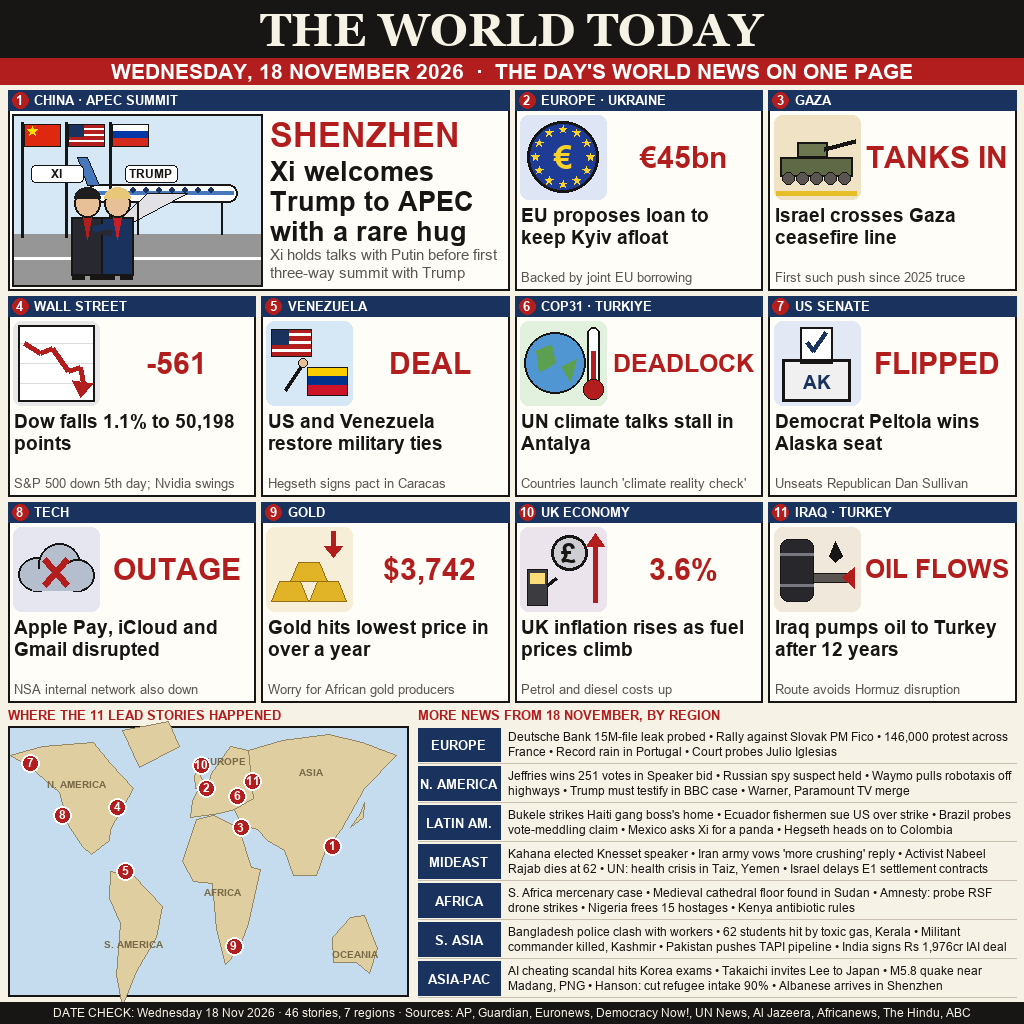 THE WORLD TODAY
WEDNESDAY, 18 NOVEMBER 2026 · THE DAY'S WORLD NEWS ON ONE PAGE
1 CHINA · APEC SUMMIT
XI
TRUMP
SHENZHEN
Xi welcomes
Trump to APEC
with a rare hug
Xi holds talks with Putin before first
three-way summit with Trump
2 EUROPE · UKRAINE
€
€45bn
EU proposes loan to
keep Kyiv afloat
Backed by joint EU borrowing
3 GAZA
TANKS IN
Israel crosses Gaza
ceasefire line
First such push since 2025 truce
4 WALL STREET
-561
Dow falls 1.1% to 50,198
points
S&P 500 down 5th day; Nvidia swings
5 VENEZUELA
DEAL
US and Venezuela
restore military ties
Hegseth signs pact in Caracas
6 COP31 · TURKIYE
DEADLOCK
UN climate talks stall in
Antalya
Countries launch 'climate reality check'
7 US SENATE
AK
FLIPPED
Democrat Peltola wins
Alaska seat
Unseats Republican Dan Sullivan
8 TECH
OUTAGE
Apple Pay, iCloud and
Gmail disrupted
NSA internal network also down
9 GOLD
$3,742
Gold hits lowest price in
over a year
Worry for African gold producers
10 UK ECONOMY
£
3.6%
UK inflation rises as fuel
prices climb
Petrol and diesel costs up
11 IRAQ · TURKEY
OIL FLOWS
Iraq pumps oil to Turkey
after 12 years
Route avoids Hormuz disruption
WHERE THE 11 LEAD STORIES HAPPENED
7
N. AMERICA
8
4
5
S. AMERICA
10
EUROPE
2
6
11
3
ASIA
1
AFRICA
9
OCEANIA
MORE NEWS FROM 18 NOVEMBER, BY REGION
EUROPE
Deutsche Bank 15M-file leak probed • Rally against Slovak PM Fico • 146,000 protest across
France • Record rain in Portugal • Court probes Julio Iglesias
N. AMERICA
Jeffries wins 251 votes in Speaker bid • Russian spy suspect held • Waymo pulls robotaxis off
highways • Trump must testify in BBC case • Warner, Paramount TV merge
LATIN AM.
Bukele strikes Haiti gang boss's home • Ecuador fishermen sue US over strike • Brazil probes
vote-meddling claim • Mexico asks Xi for a panda • Hegseth heads on to Colombia
MIDEAST
Kahana elected Knesset speaker • Iran army vows 'more crushing' reply • Activist Nabeel
Rajab dies at 62 • UN: health crisis in Taiz, Yemen • Israel delays E1 settlement contracts
AFRICA
S. Africa mercenary case • Medieval cathedral floor found in Sudan • Amnesty: probe RSF
drone strikes • Nigeria frees 15 hostages • Kenya antibiotic rules
S. ASIA
Bangladesh police clash with workers • 62 students hit by toxic gas, Kerala • Militant
commander killed, Kashmir • Pakistan pushes TAPI pipeline • India signs Rs 1,976cr IAI deal
ASIA-PAC
AI cheating scandal hits Korea exams • Takaichi invites Lee to Japan • M5.8 quake near
Madang, PNG • Hanson: cut refugee intake 90% • Albanese arrives in Shenzhen
DATE CHECK: Wednesday 18 Nov 2026 · 46 stories, 7 regions · Sources: AP, Guardian, Euronews, Democracy Now!, UN News, Al Jazeera, Africanews, The Hindu, ABC